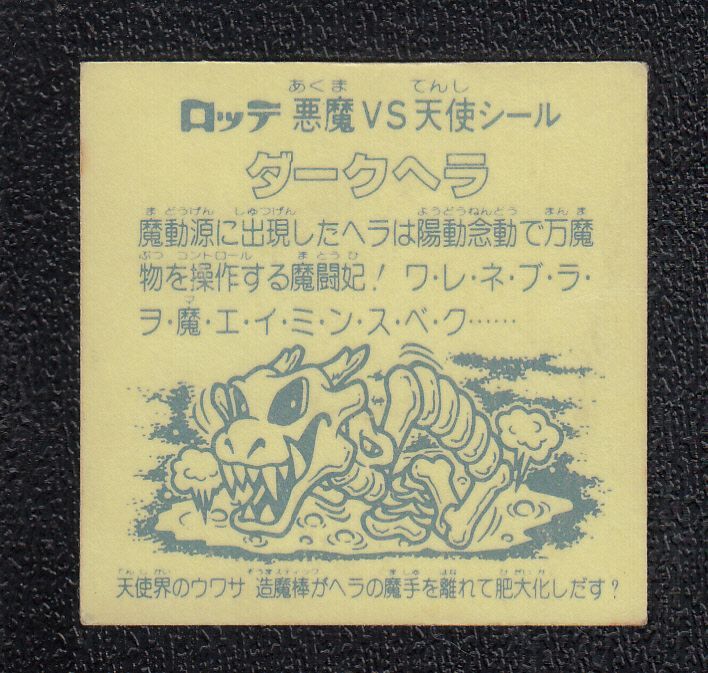 ロッテ 悪魔VS天使シール
ダークヘラ
魔動源に出現したヘラは陽動念動で万魔
物を操作する魔闘妃! ワ・レ・ネ・ブ・ラ・
ヲ・魔・エ・イ・ミ・ン・ス・ベ・ク……
天使界のウワサ 造魔棒がヘラの魔手を離れて肥大化しだす?